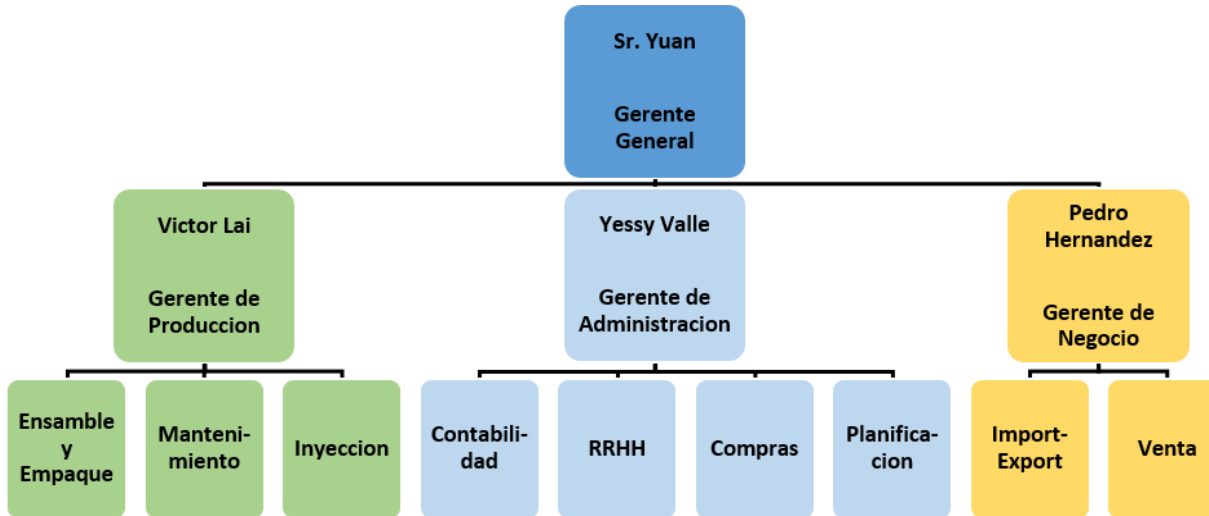 Sr. Yuan
Gerente
General
Victor Lai
Gerente de
Produccion
Yessy Valle
Gerente de
Administracion
Pedro
Hernandez
Gerente de
Negocio
Ensamble
y
Empaque
Manteni-
miento
Inyeccion
Contabili-
dad
RRHH
Compras
Planifica-
cion
Import-
Export
Venta